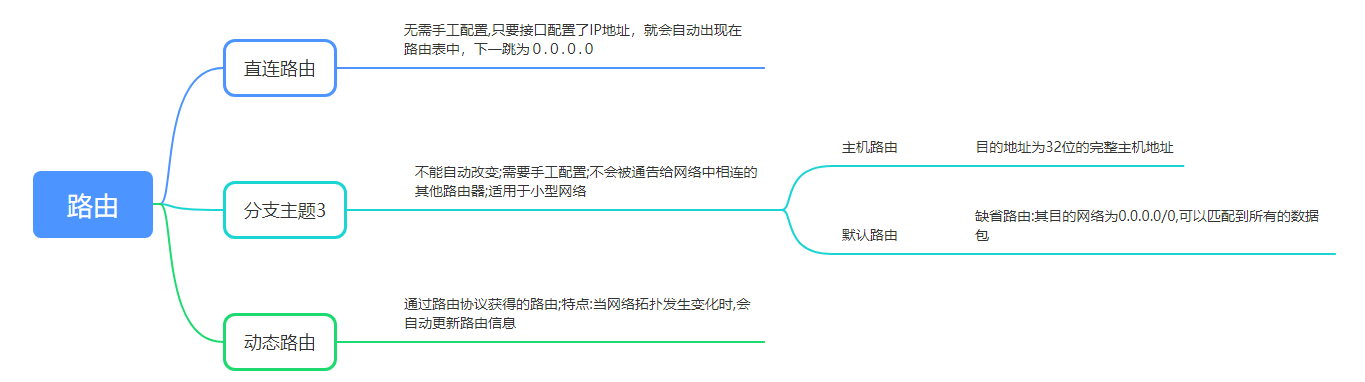 路由
直连路由
无需手工配置,只要接口配置了IP地址，就会自动出现在
路由表中，下一跳为０.０.０.０
分支主题3
不能自动改变;需要手工配置;不会被通告给网络中相连的
其他路由器;适用于小型网络
主机路由
目的地址为32位的完整主机地址
默认路由
缺省路由:其目的网络为0.0.0.0/0,可以匹配到所有的数据
包
动态路由
通过路由协议获得的路由;特点:当网络拓扑发生变化时,会
自动更新路由信息